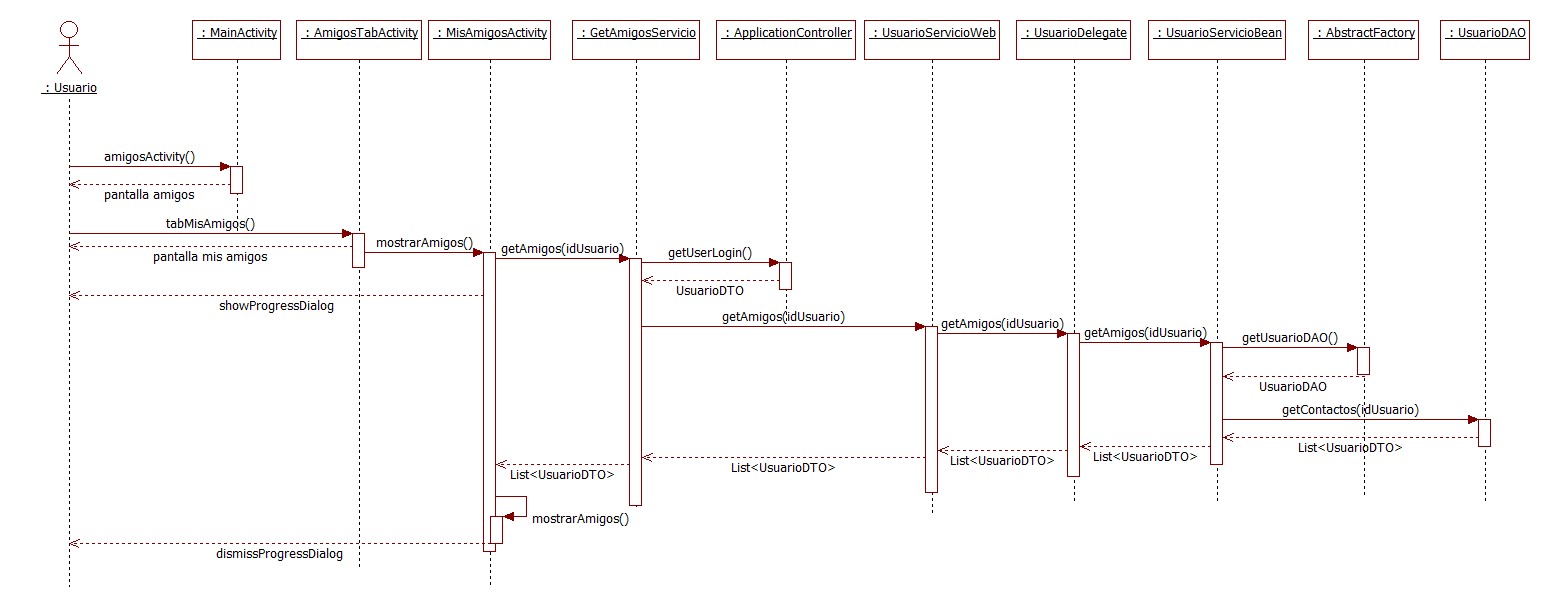 : MainActivity
: AmigosTabActivity
: MisAmigosActivity
: GetAmigosServicio
: ApplicationController
: UsuarioServicioWeb
: UsuarioDelegate
: UsuarioServicioBean
: AbstractFactory
: UsuarioDAO
: Usuario
amigosActivity()
pantalla amigos
tabMisAmigos()
pantalla mis amigos
mostrarAmigos()
getAmigos(idUsuario)
getUserLogin()
UsuarioDTO
showProgressDialog
getAmigos(idUsuario)
getAmigos(idUsuario)
getAmigos(idUsuario)
getUsuarioDAO()
UsuarioDAO
getContactos(idUsuario)
List<UsuarioDTO>
List<UsuarioDTO>
List<UsuarioDTO>
List<UsuarioDTO>
List<UsuarioDTO>
mostrarAmigos()
dismissProgressDialog